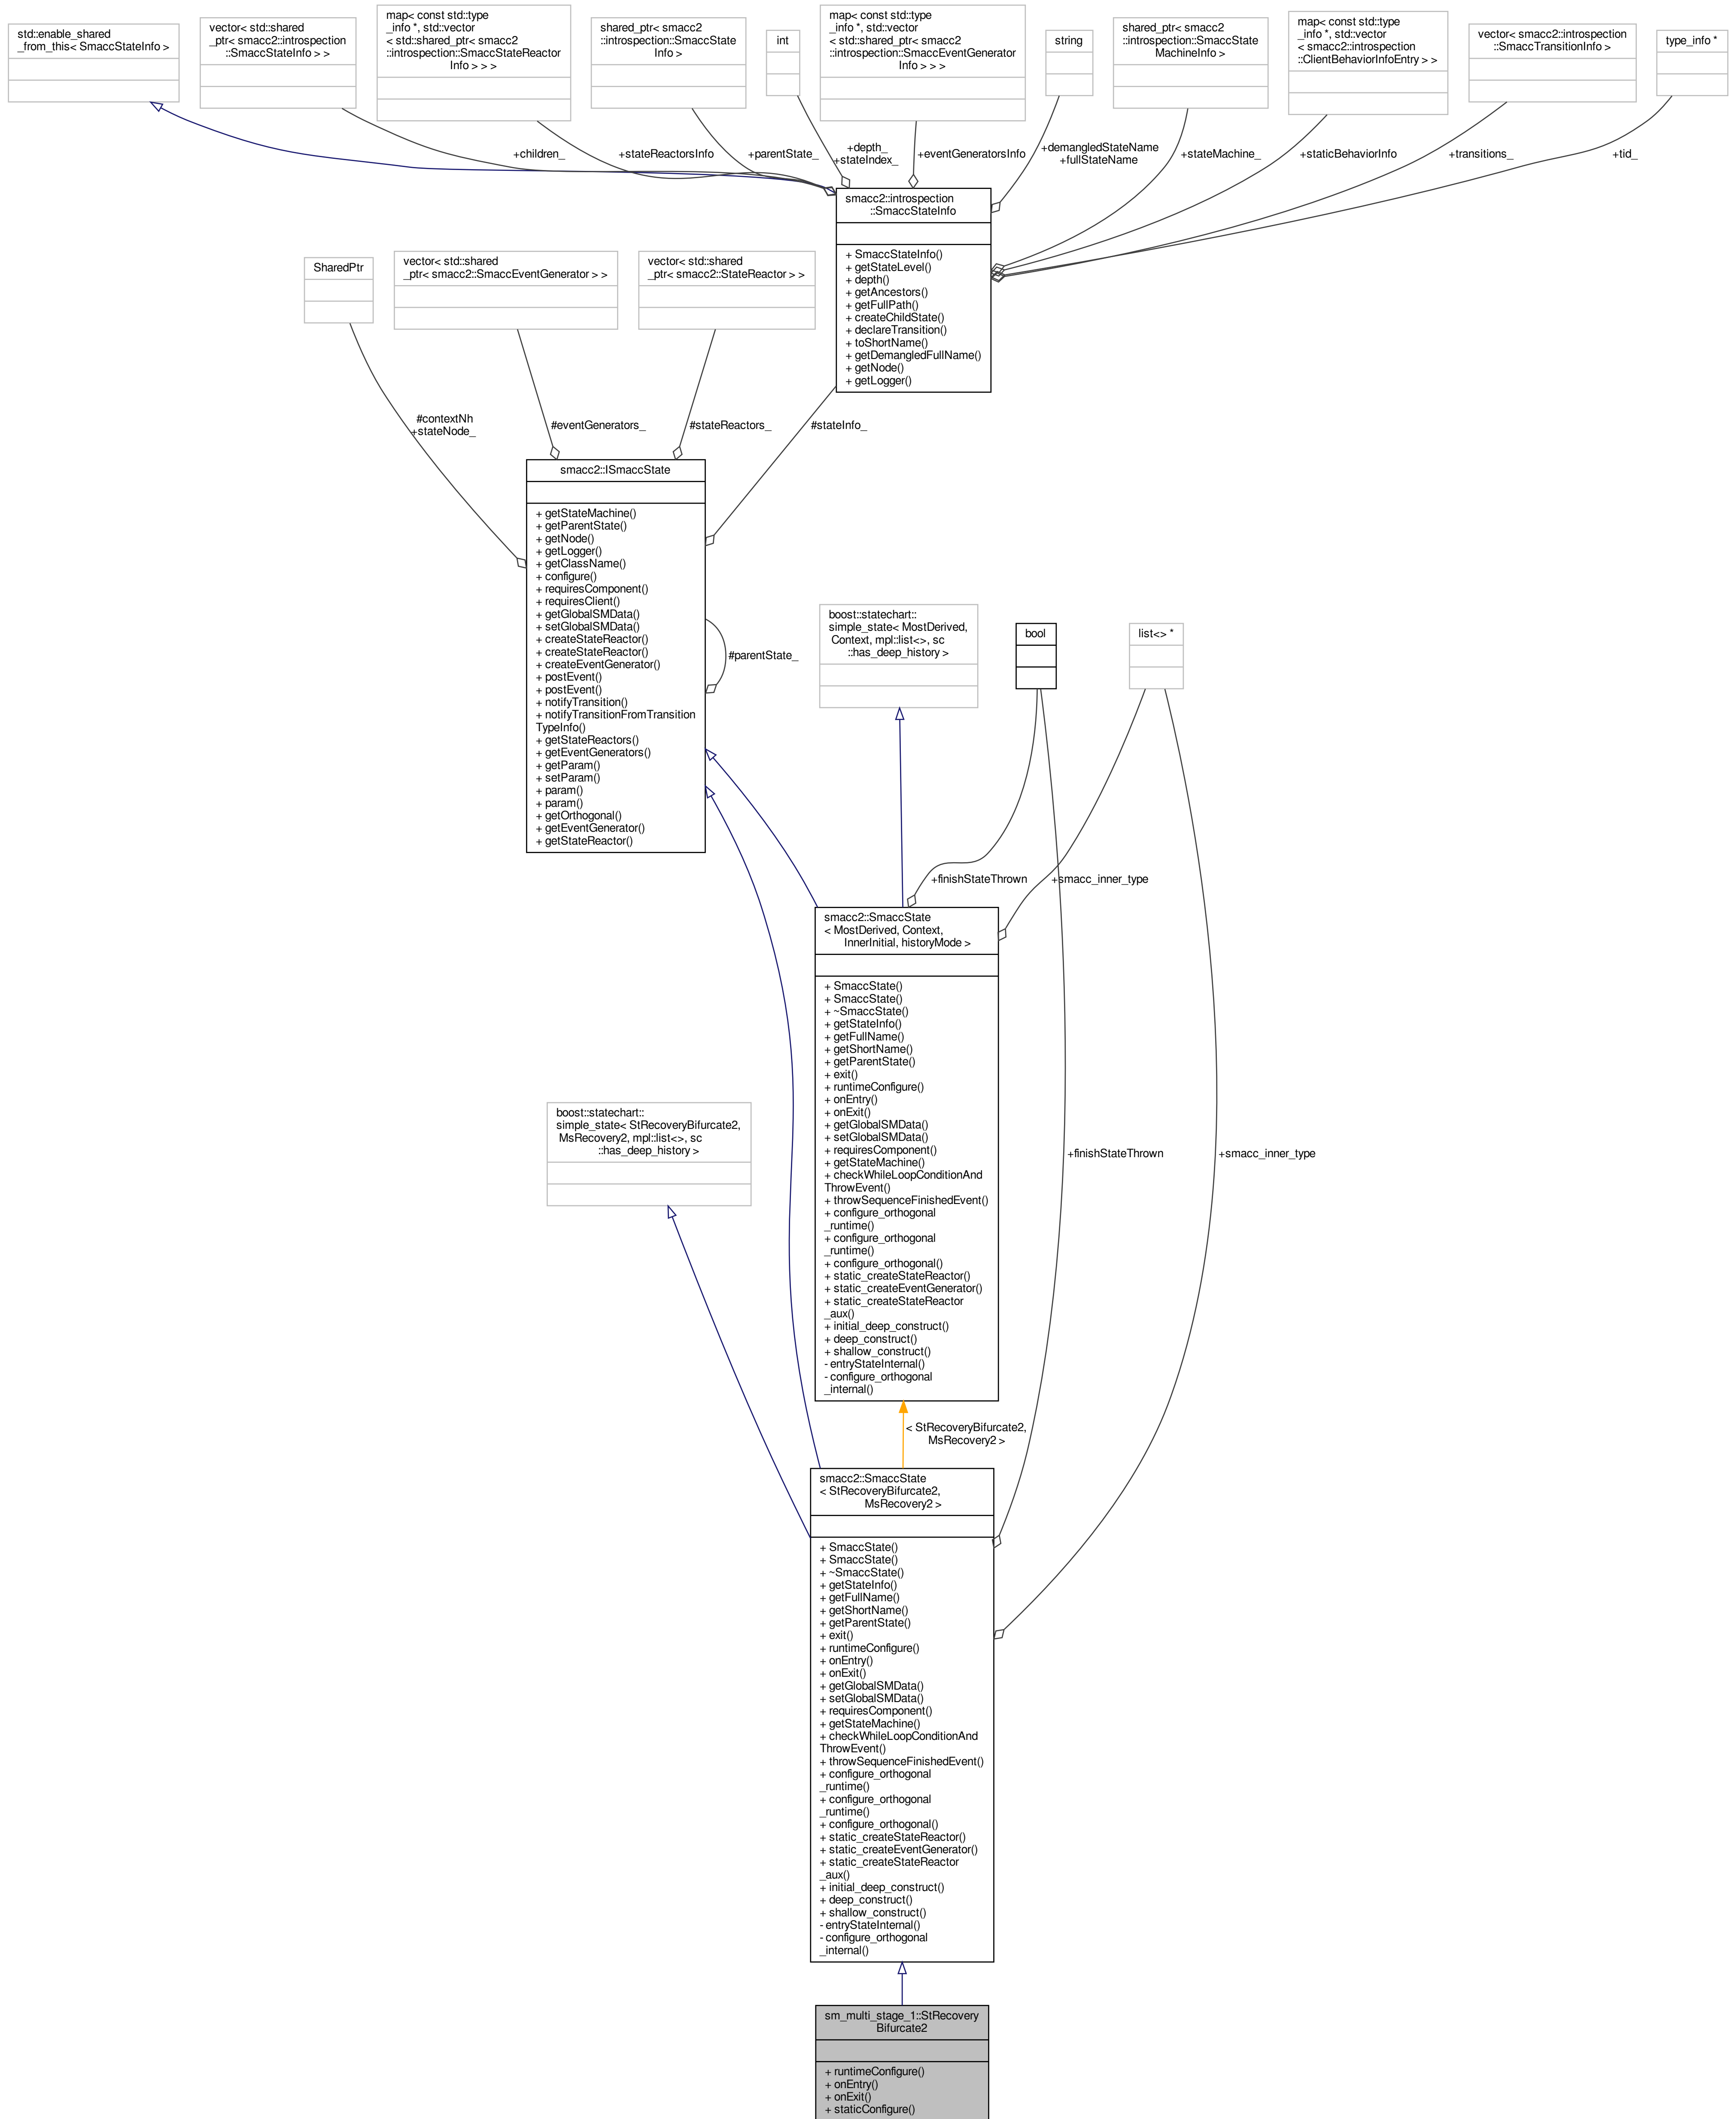 std::enable_shared
_from_this< SmaccStateInfo >
vector< std::shared
_ptr< smacc2::introspection
::SmaccStateInfo > >
map< const std::type
_info *, std::vector
< std::shared_ptr< smacc2
::introspection::SmaccStateReactor
Info > > >
shared_ptr< smacc2
::introspection::SmaccState
Info >
int
map< const std::type
_info *, std::vector
< std::shared_ptr< smacc2
::introspection::SmaccEventGenerator
Info > > >
string
shared_ptr< smacc2
::introspection::SmaccState
MachineInfo >
map< const std::type
_info *, std::vector
< smacc2::introspection
::ClientBehaviorInfoEntry > >
vector< smacc2::introspection
::SmaccTransitionInfo >
type_info *
+children_
+stateReactorsInfo
+parentState_
+depth_
+stateIndex_
+eventGeneratorsInfo
+demangledStateName
+fullStateName
+stateMachine_
+staticBehaviorInfo
+transitions_
+tid_
smacc2::introspection
::SmaccStateInfo
+ SmaccStateInfo()
+ getStateLevel()
+ depth()
+ getAncestors()
+ getFullPath()
+ createChildState()
+ declareTransition()
+ toShortName()
+ getDemangledFullName()
+ getNode()
+ getLogger()
SharedPtr
vector< std::shared
_ptr< smacc2::SmaccEventGenerator > >
vector< std::shared
_ptr< smacc2::StateReactor > >
#contextNh
+stateNode_
#eventGenerators_
#stateReactors_
#stateInfo_
smacc2::ISmaccState
+ getStateMachine()
+ getParentState()
+ getNode()
+ getLogger()
+ getClassName()
+ configure()
+ requiresComponent()
+ requiresClient()
+ getGlobalSMData()
+ setGlobalSMData()
+ createStateReactor()
+ createStateReactor()
+ createEventGenerator()
+ postEvent()
+ postEvent()
+ notifyTransition()
+ notifyTransitionFromTransition
TypeInfo()
+ getStateReactors()
+ getEventGenerators()
+ getParam()
+ setParam()
+ param()
+ param()
+ getOrthogonal()
+ getEventGenerator()
+ getStateReactor()
#parentState_
boost::statechart::
simple_state< MostDerived,
Context, mpl::list<>, sc
::has_deep_history >
bool
list<> *
+finishStateThrown
+smacc_inner_type
smacc2::SmaccState
< MostDerived, Context,
InnerInitial, historyMode >
+ SmaccState()
+ SmaccState()
+ ~SmaccState()
+ getStateInfo()
+ getFullName()
+ getShortName()
+ getParentState()
+ exit()
+ runtimeConfigure()
+ onEntry()
+ onExit()
+ getGlobalSMData()
+ setGlobalSMData()
+ requiresComponent()
+ getStateMachine()
+ checkWhileLoopConditionAnd
ThrowEvent()
+ throwSequenceFinishedEvent()
+ configure_orthogonal
_runtime()
+ configure_orthogonal
_runtime()
+ configure_orthogonal()
+ static_createStateReactor()
+ static_createEventGenerator()
+ static_createStateReactor
_aux()
+ initial_deep_construct()
+ deep_construct()
+ shallow_construct()
- entryStateInternal()
- configure_orthogonal
_internal()
boost::statechart::
simple_state< StRecoveryBifurcate2,
MsRecovery2, mpl::list<>, sc
::has_deep_history >
+finishStateThrown
+smacc_inner_type
< StRecoveryBifurcate2,
MsRecovery2 >
smacc2::SmaccState
< StRecoveryBifurcate2,
MsRecovery2 >
+ SmaccState()
+ SmaccState()
+ ~SmaccState()
+ getStateInfo()
+ getFullName()
+ getShortName()
+ getParentState()
+ exit()
+ runtimeConfigure()
+ onEntry()
+ onExit()
+ getGlobalSMData()
+ setGlobalSMData()
+ requiresComponent()
+ getStateMachine()
+ checkWhileLoopConditionAnd
ThrowEvent()
+ throwSequenceFinishedEvent()
+ configure_orthogonal
_runtime()
+ configure_orthogonal
_runtime()
+ configure_orthogonal()
+ static_createStateReactor()
+ static_createEventGenerator()
+ static_createStateReactor
_aux()
+ initial_deep_construct()
+ deep_construct()
+ shallow_construct()
- entryStateInternal()
- configure_orthogonal
_internal()
sm_multi_stage_1::StRecovery
Bifurcate2
+ runtimeConfigure()
+ onEntry()
+ onExit()
+ staticConfigure()